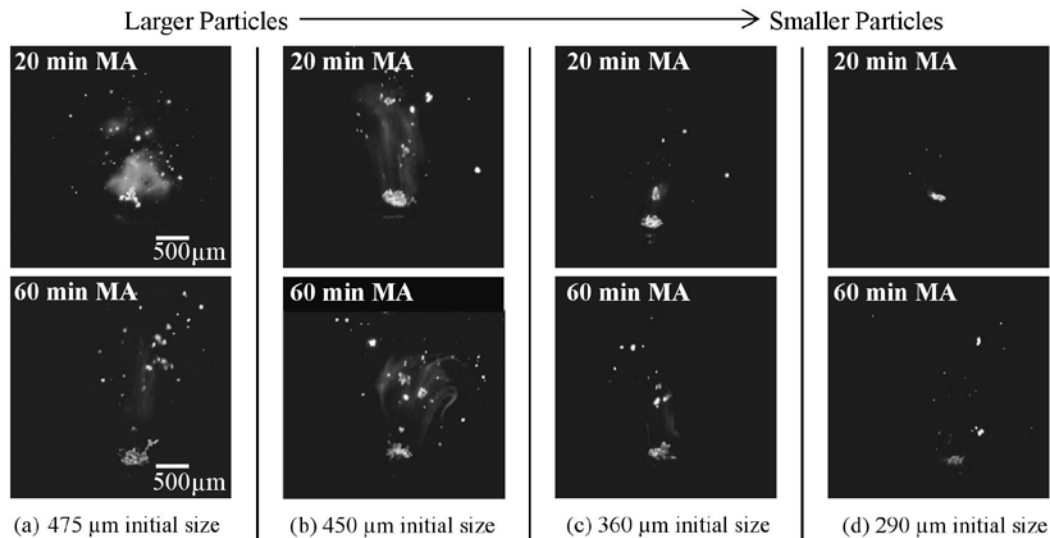 Larger Particles
Smaller Particles
20 min MA
20 min MA
20 min MA
20 min MA
500µm
60 min MA
60 min MA
60 min MA
60 min MA
500µm
(a) 475 µm initial size
(b) 450 µm initial size
(c) 360 µm initial size
(d) 290 µm initial size